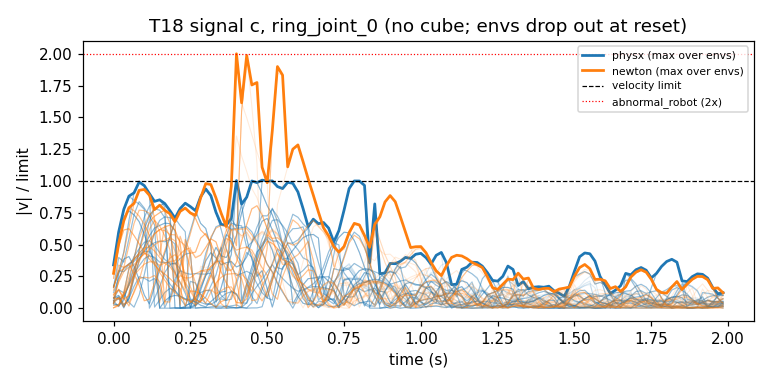 T18 signal c, ring_joint_0 (no cube; envs drop out at reset)
|v| / limit
2.00
1.75
1.50
1.25
1.00
0.75
0.50
0.25
0.00
physx (max over envs)
newton (max over envs)
velocity limit
abnormal_robot (2x)
0.00 0.25 0.50 0.75 1.00 1.25 1.50 1.75 2.00
time (s)